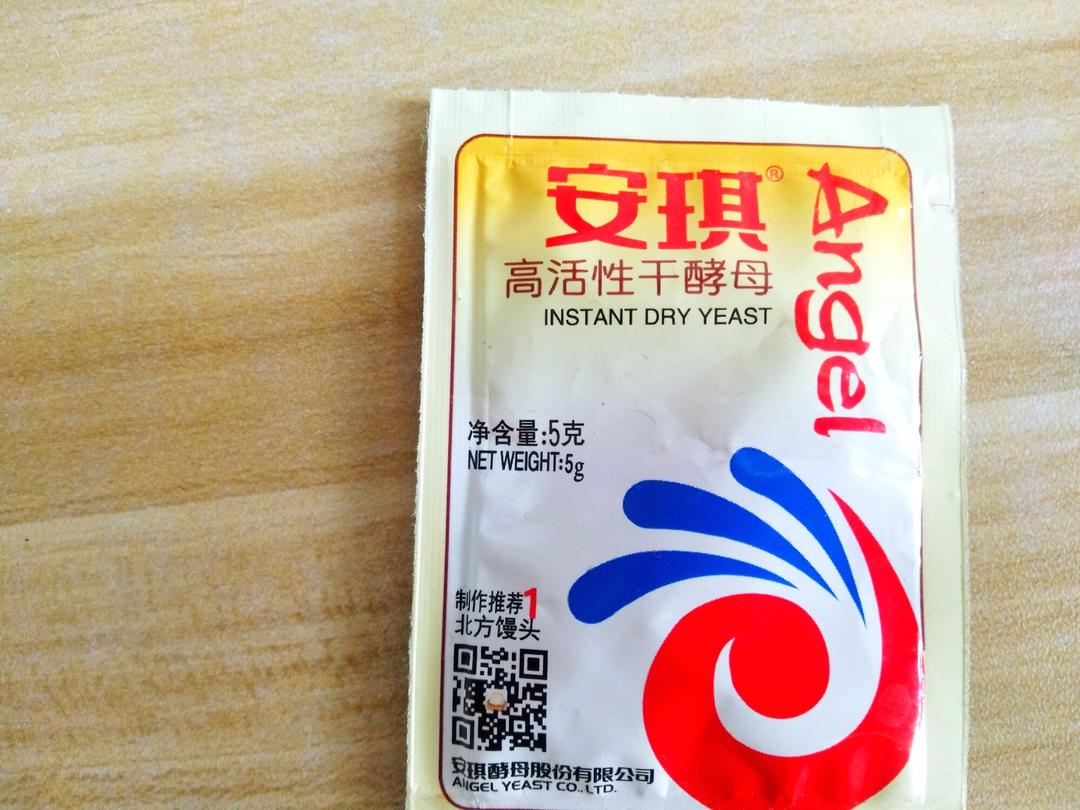 安琪®
Angel
高活性干酵母
INSTANT DRY YEAST
净含量:5克
NET WEIGHT:5g
制作推荐1
北方馒头
安琪酵母股份有限公司
ANGEL YEAST CO., LTD.